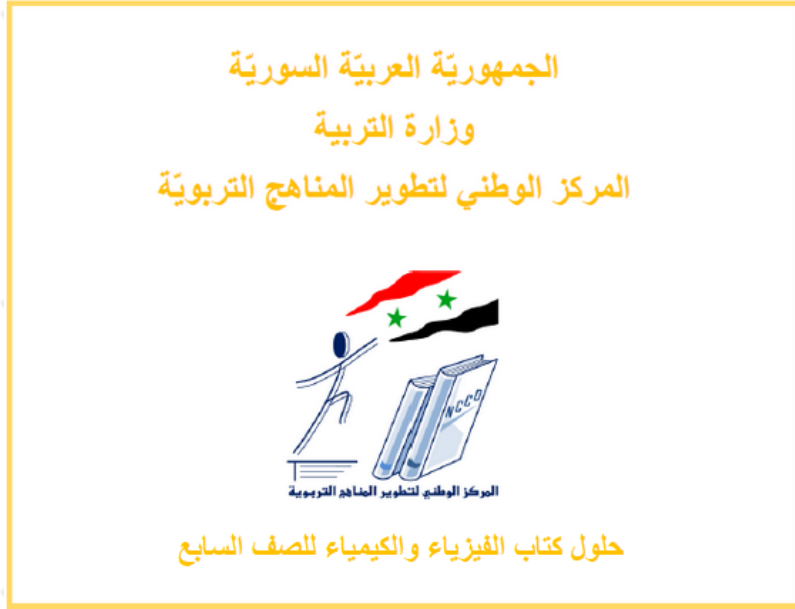 الجمهوريّة العربيّة السوريّة
وزارة التربية
المركز الوطني لتطوير المناهج التربويّة
NCCD
المركز الوطني لتطوير المناهج التربوية
حلول كتاب الفيزياء والكيمياء للصف السابع